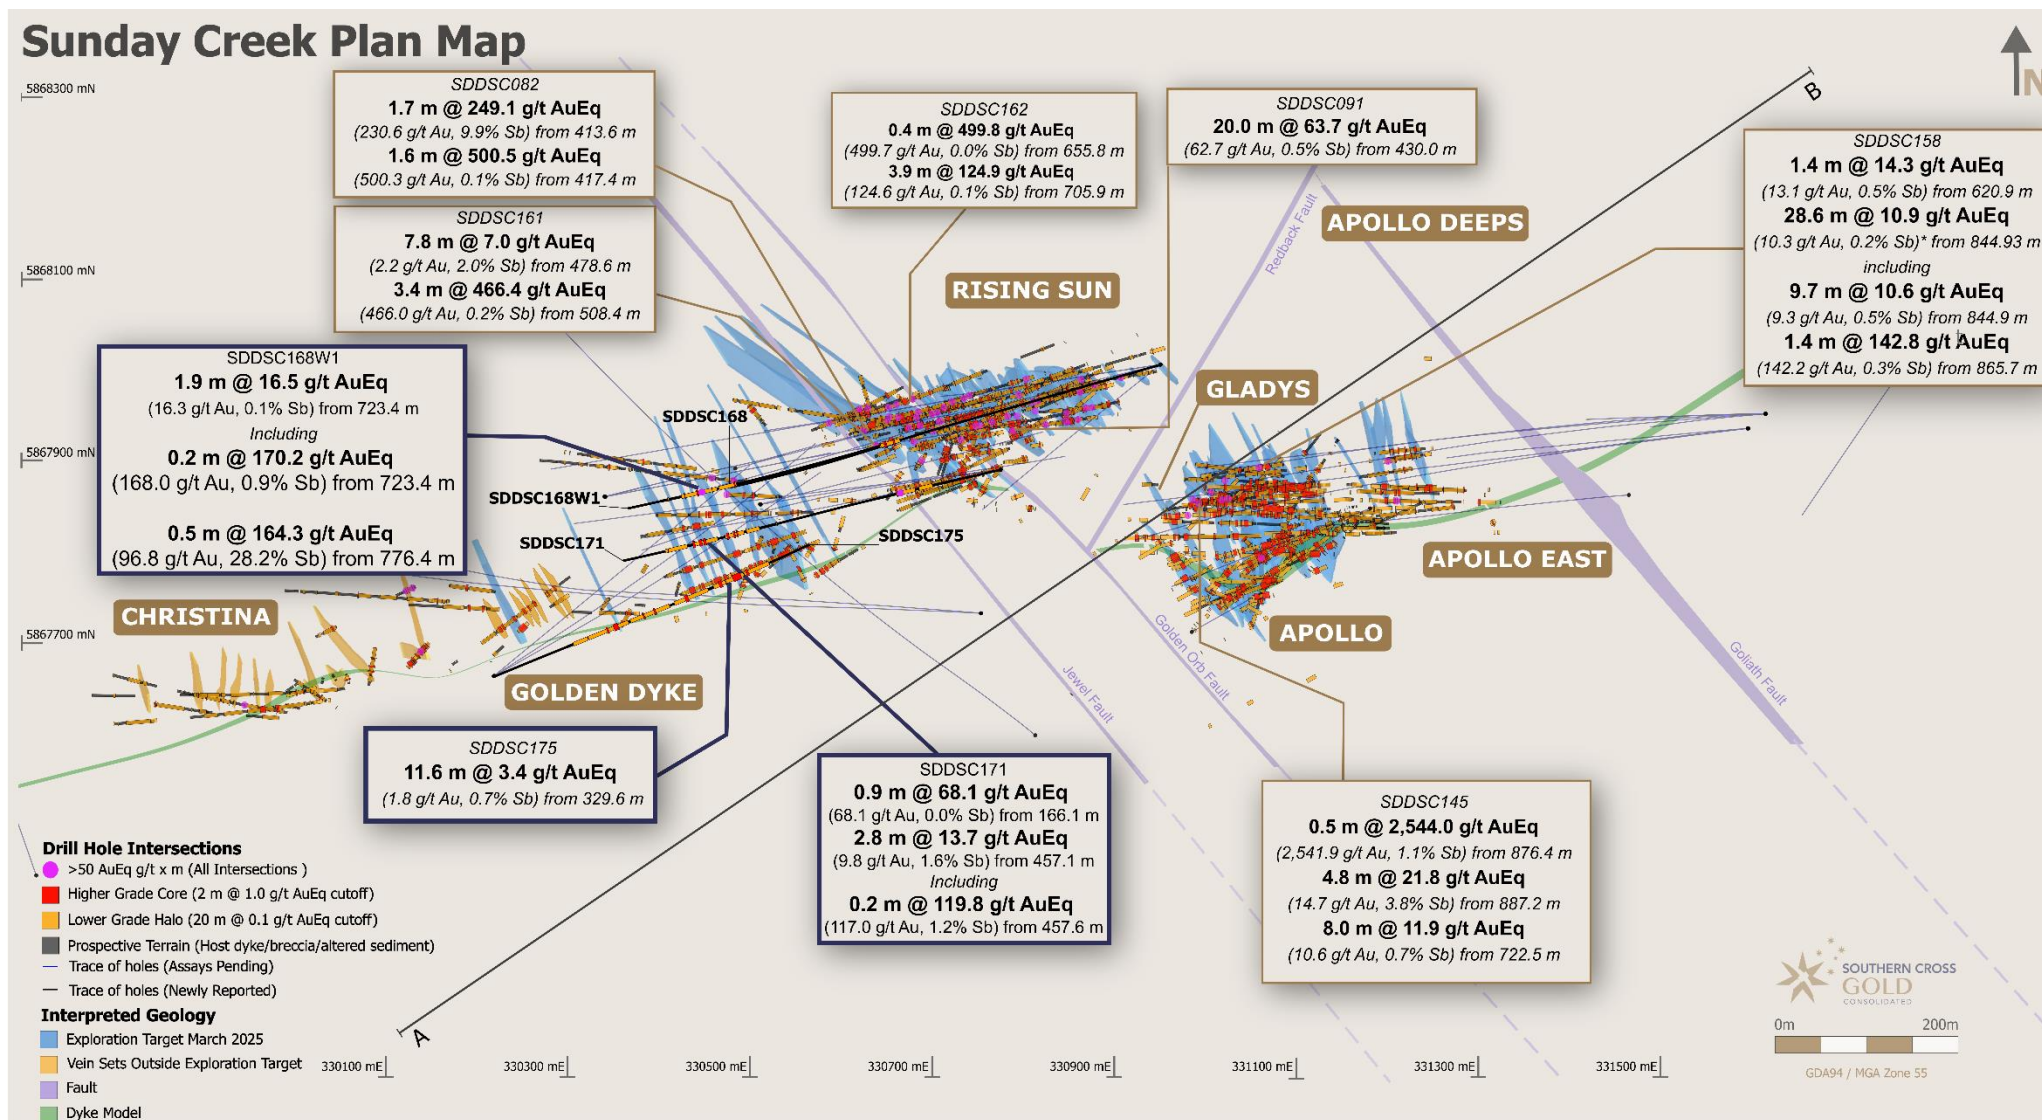 Sunday Creek Plan Map
N
5868300 mN
5868100 mN
5867900 mN
5867700 mN
SDDSC082
1.7 m @ 249.1 g/t AuEq
(230.6 g/t Au, 9.9% Sb) from 413.6 m
1.6 m @ 500.5 g/t AuEq
(500.3 g/t Au, 0.1% Sb) from 417.4 m
SDDSC161
7.8 m @ 7.0 g/t AuEq
(2.2 g/t Au, 2.0% Sb) from 478.6 m
3.4 m @ 466.4 g/t AuEq
(466.0 g/t Au, 0.2% Sb) from 508.4 m
SDDSC162
0.4 m @ 499.8 g/t AuEq
(499.7 g/t Au, 0.0% Sb) from 655.8 m
3.9 m @ 124.9 g/t AuEq
(124.6 g/t Au, 0.1% Sb) from 705.9 m
SDDSC091
20.0 m @ 63.7 g/t AuEq
(62.7 g/t Au, 0.5% Sb) from 430.0 m
SDDSC158
1.4 m @ 14.3 g/t AuEq
(13.1 g/t Au, 0.5% Sb) from 620.9 m
28.6 m @ 10.9 g/t AuEq
(10.3 g/t Au, 0.2% Sb)* from 844.93 m
including
9.7 m @ 10.6 g/t AuEq
(9.3 g/t Au, 0.5% Sb) from 844.9 m
1.4 m @ 142.8 g/t AuEq
(142.2 g/t Au, 0.3% Sb) from 865.7 m
SDDSC168W1
1.9 m @ 16.5 g/t AuEq
(16.3 g/t Au, 0.1% Sb) from 723.4 m
Including
0.2 m @ 170.2 g/t AuEq
(168.0 g/t Au, 0.9% Sb) from 723.4 m
0.5 m @ 164.3 g/t AuEq
(96.8 g/t Au, 28.2% Sb) from 776.4 m
B
APOLLO DEEPS
RISING SUN
GLADYS
APOLLO EAST
APOLLO
CHRISTINA
GOLDEN DYKE
Redback Fault
Jewel Fault
Golden Orb Fault
Goliath Fault
SDDSC168
SDDSC168W1
SDDSC171
SDDSC175
SDDSC175
11.6 m @ 3.4 g/t AuEq
(1.8 g/t Au, 0.7% Sb) from 329.6 m
SDDSC171
0.9 m @ 68.1 g/t AuEq
(68.1 g/t Au, 0.0% Sb) from 166.1 m
2.8 m @ 13.7 g/t AuEq
(9.8 g/t Au, 1.6% Sb) from 457.1 m
Including
0.2 m @ 119.8 g/t AuEq
(117.0 g/t Au, 1.2% Sb) from 457.6 m
SDDSC145
0.5 m @ 2,544.0 g/t AuEq
(2,541.9 g/t Au, 1.1% Sb) from 876.4 m
4.8 m @ 21.8 g/t AuEq
(14.7 g/t Au, 3.8% Sb) from 887.2 m
8.0 m @ 11.9 g/t AuEq
(10.6 g/t Au, 0.7% Sb) from 722.5 m
A
Drill Hole Intersections
>50 AuEq g/t x m (All Intersections )
Higher Grade Core (2 m @ 1.0 g/t AuEq cutoff)
Lower Grade Halo (20 m @ 0.1 g/t AuEq cutoff)
Prospective Terrain (Host dyke/breccia/altered sediment)
Trace of holes (Assays Pending)
Trace of holes (Newly Reported)
Interpreted Geology
Exploration Target March 2025
Vein Sets Outside Exploration Target
Fault
Dyke Model
330100 mE
330300 mE
330500 mE
330700 mE
330900 mE
331100 mE
331300 mE
331500 mE
SOUTHERN CROSS
GOLD
CONSOLIDATED
0m
200m
GDA94 / MGA Zone 55